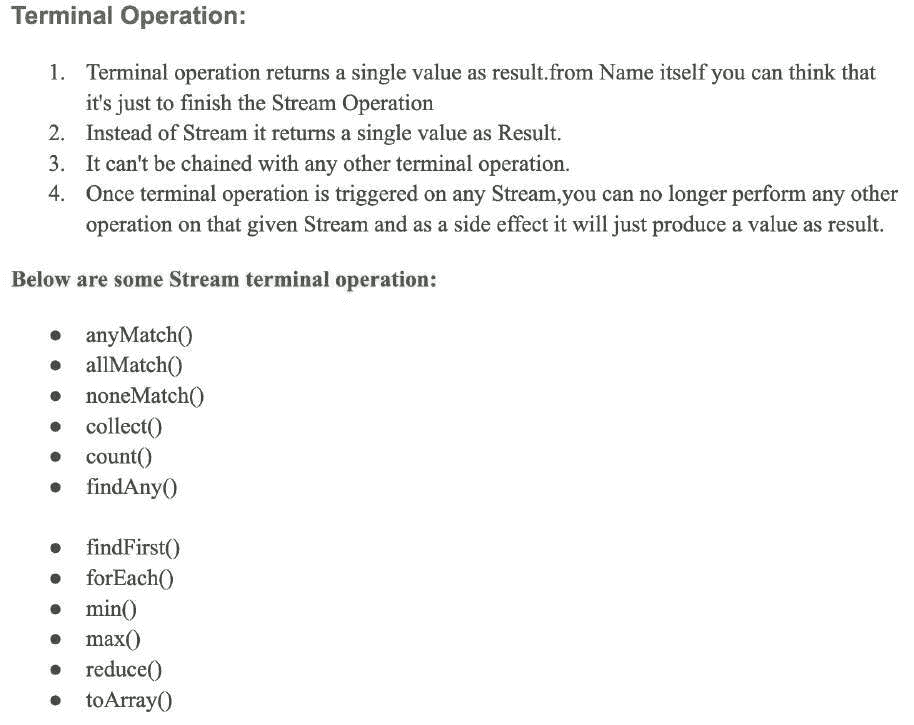 Terminal Operation:
1. Terminal operation returns a single value as result.from Name itself you can think that
it's just to finish the Stream Operation
2. Instead of Stream it returns a single value as Result.
3. It can't be chained with any other terminal operation.
4. Once terminal operation is triggered on any Stream,you can no longer perform any other
operation on that given Stream and as a side effect it will just produce a value as result.
Below are some Stream terminal operation:
● anyMatch()
● allMatch()
● noneMatch()
● collect()
● count()
● findAny()
● findFirst()
● forEach()
● min()
● max()
● reduce()
● toArray()